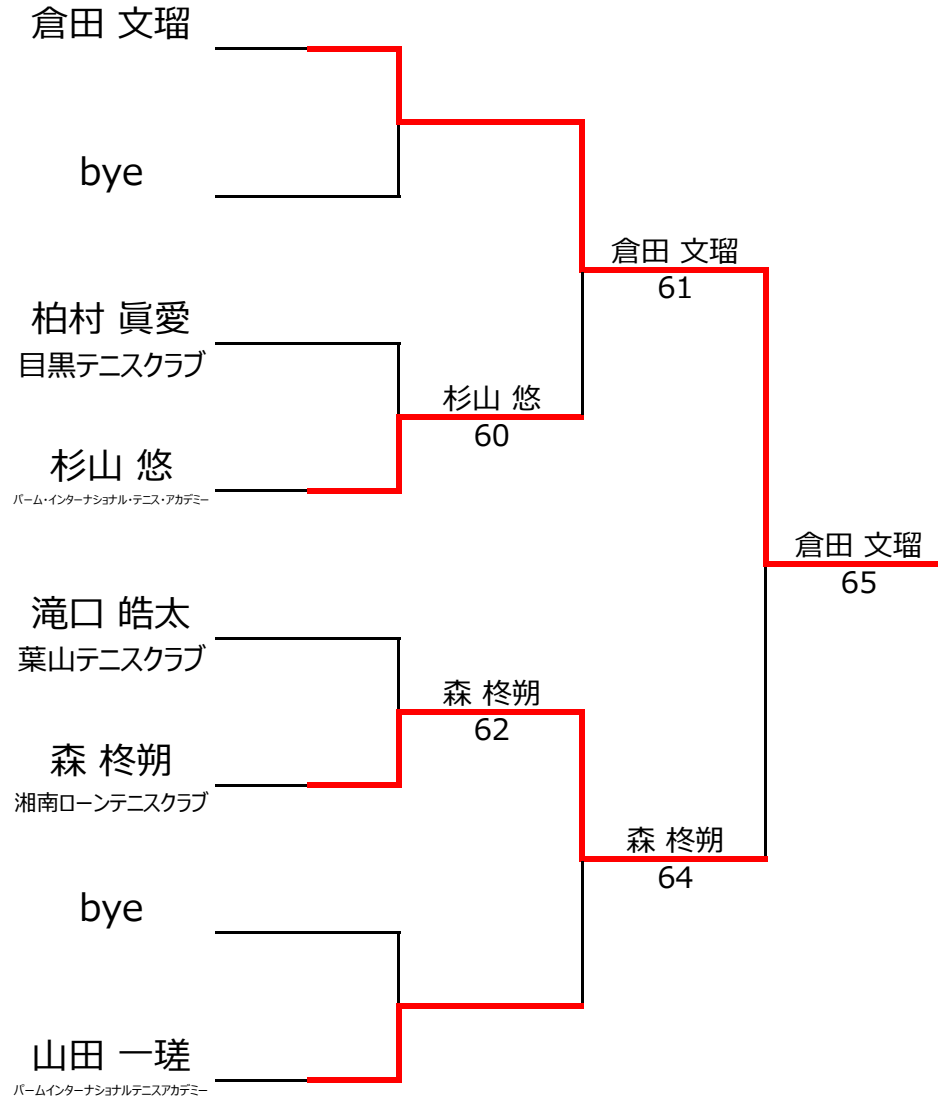 倉田 文瑠
bye
倉田 文瑠
61
柏村 眞愛
目黒テニスクラブ
杉山 悠
60
杉山 悠
パーム・インターナショナル・テニス・アカデミー
倉田 文瑠
65
滝口 皓太
葉山テニスクラブ
森 柊朔
62
森 柊朔
湘南ローンテニスクラブ
森 柊朔
64
bye
山田 一瑳
パームインターナショナルテニスアカデミー